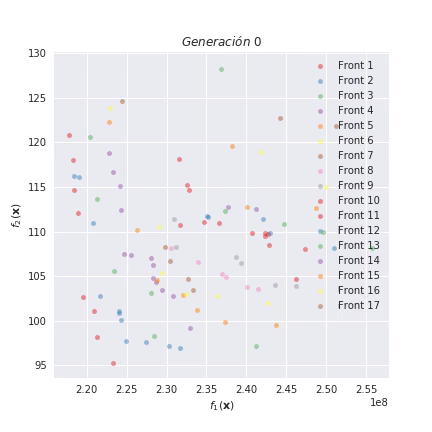 Generación 0
130
125
120
115
110
105
100
95
f₂(x)
2.20
2.25
2.30
2.35
2.40
2.45
2.50
2.55
1e8
f₁(x)
Front 1
Front 2
Front 3
Front 4
Front 5
Front 6
Front 7
Front 8
Front 9
Front 10
Front 11
Front 12
Front 13
Front 14
Front 15
Front 16
Front 17